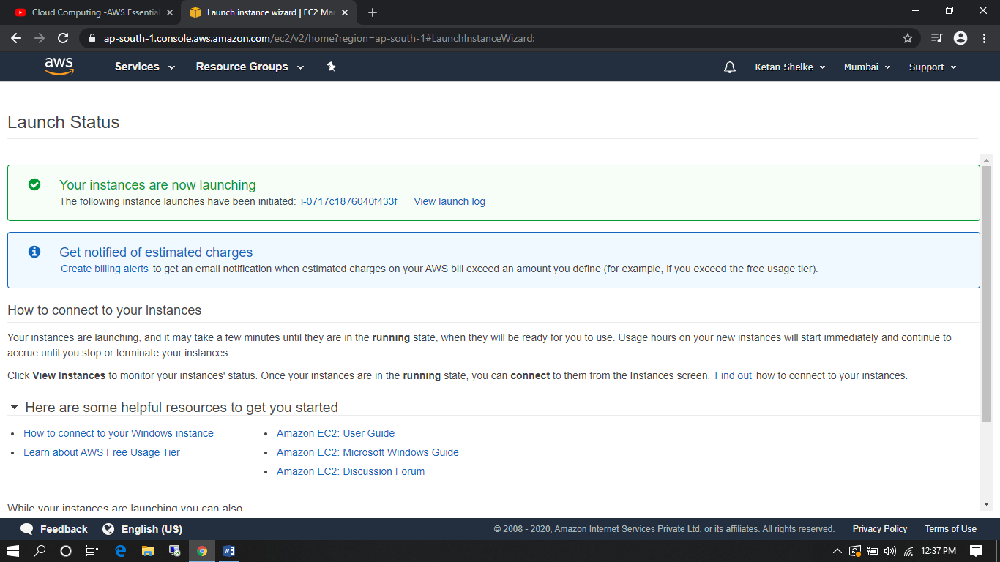 Cloud Computing -AWS Essential
Launch instance wizard | EC2 Mar
ap-south-1.console.aws.amazon.com/ec2/v2/home?region=ap-south-1#LaunchInstanceWizard:
aws
Services
Resource Groups
Ketan Shelke
Mumbai
Support
Launch Status
Your instances are now launching
The following instance launches have been initiated: i-0717c1876040f433f View launch log
Get notified of estimated charges
Create billing alerts to get an email notification when estimated charges on your AWS bill exceed an amount you define (for example, if you exceed the free usage tier).
How to connect to your instances
Your instances are launching, and it may take a few minutes until they are in the running state, when they will be ready for you to use. Usage hours on your new instances will start immediately and continue to
accrue until you stop or terminate your instances.
Click View Instances to monitor your instances' status. Once your instances are in the running state, you can connect to them from the Instances screen. Find out how to connect to your instances.
Here are some helpful resources to get you started
How to connect to your Windows instance
Learn about AWS Free Usage Tier
Amazon EC2: User Guide
Amazon EC2: Microsoft Windows Guide
Amazon EC2: Discussion Forum
While your instances are launching you can also
Feedback
English (US)
© 2008 - 2020, Amazon Internet Services Private Ltd. or its affiliates. All rights reserved.
Privacy Policy
Terms of Use
12:37 PM